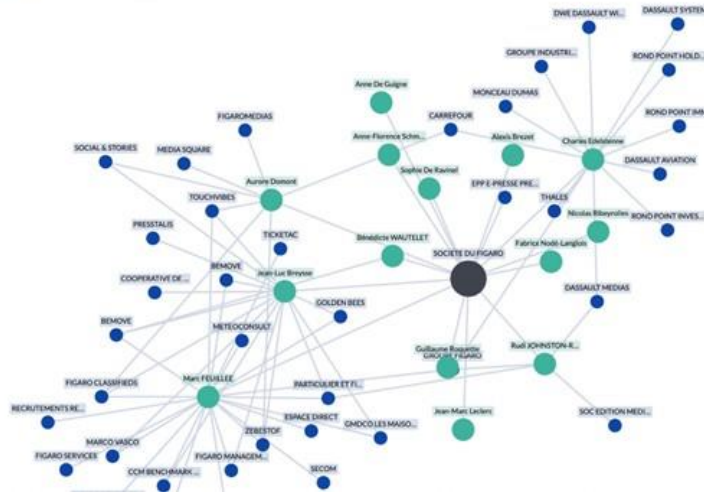 DWE DASSAULT WI...
DASSAULT SYSTEM
GROUPE INDUSTRI...
ROND POINT HOLD...
Anne De Guigne
MONCEAU DUMAS
FIGAROMEDIAS
CARREFOUR
ROND POINT IMM
Anne-Florence Schm...
Alexis Brezet
Charles Edelstenne
SOCIAL & STORIES
MEDIA SQUARE
DASSAULT AVIATION
Sophie De Ravinel
Aurore Domont
EPP E-PRESSE PRE...
TOUCHVIBES
THALES
Nicolas Ribeyrolles
ROND POINT INVES...
PRESSTALIS
TICKETAC
Bénédicte WAUTELET
Fabrice Nodé-Langlois
SOCIETE DU FIGARO
BEMOVE
Jean-Luc Breysse
COOPERATIVE DE ...
DASSAULT MEDIAS
GOLDEN BEES
BEMOVE
METEOCONSULT
Guillaume Roquette
GROUPE FIGARO
Rudi JOHNSTON-R...
Marc FEUILLEE
FIGARO CLASSIFIEDS
PARTICULIER ET FI...
RECRUTEMENTS RE...
ESPACE DIRECT
GMDCO LES MAISO...
Jean-Marc Leclerc
SOC EDITION MEDI...
MARCO VASCO
ZEBESTOF
FIGARO SERVICES
CCM BENCHMARK ...
FIGARO MANAGEM...
SECOM